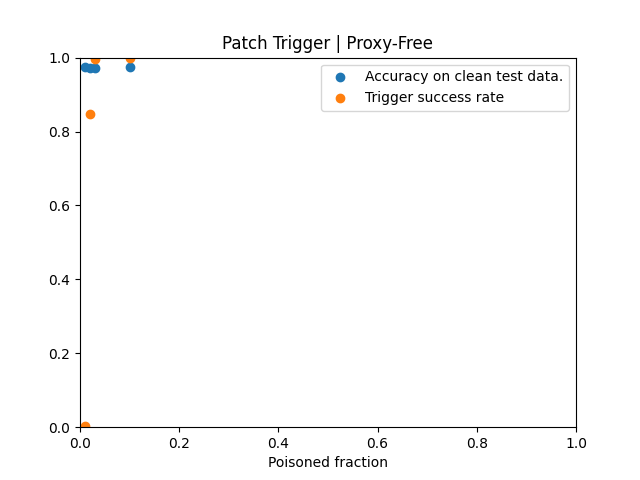 Patch Trigger | Proxy-Free
1.0
Accuracy on clean test data.
Trigger success rate
0.8
0.6
0.4
0.2
0.0
0.0 0.2 0.4 0.6 0.8 1.0
Poisoned fraction